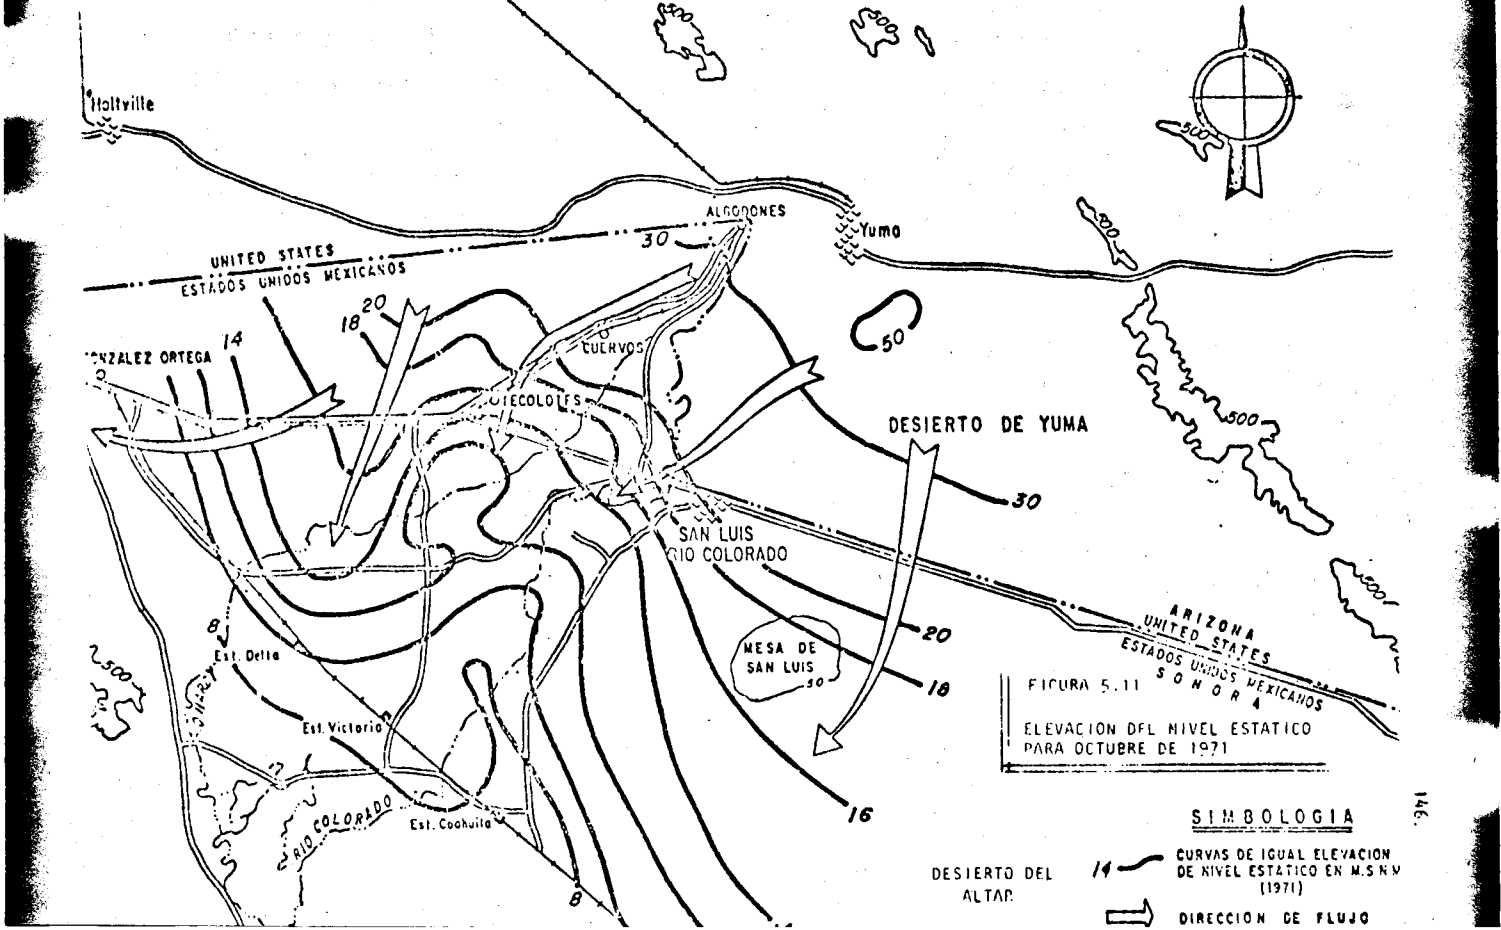 500
500
Holtville
500
ALGODONES
500
Yuma
30
UNITED STATES
ESTADOS UNIDOS MEXICANOS
20
18
14
50
GONZALEZ ORTEGA
CUERVOS
TECOLOTES
500
DESIERTO DE YUMA
30
SAN LUIS
RIO COLORADO
500
ARIZONA
UNITED STATES
ESTADOS UNIDOS MEXICANOS
SONORA
20
8
Est. Delta
MESA DE
SAN LUIS
50
18
500
FIGURA 5.11
ELEVACION DEL NIVEL ESTATICO
PARA OCTUBRE DE 1971
Est. Victoria
RIO COLORADO
Est. Coahuila
16
146.
SIMBOLOGIA
14
CURVAS DE IGUAL ELEVACION
DE NIVEL ESTATICO EN M.S.N.M
(1971)
DESIERTO DEL
ALTAR
8
DIRECCION DE FLUJO